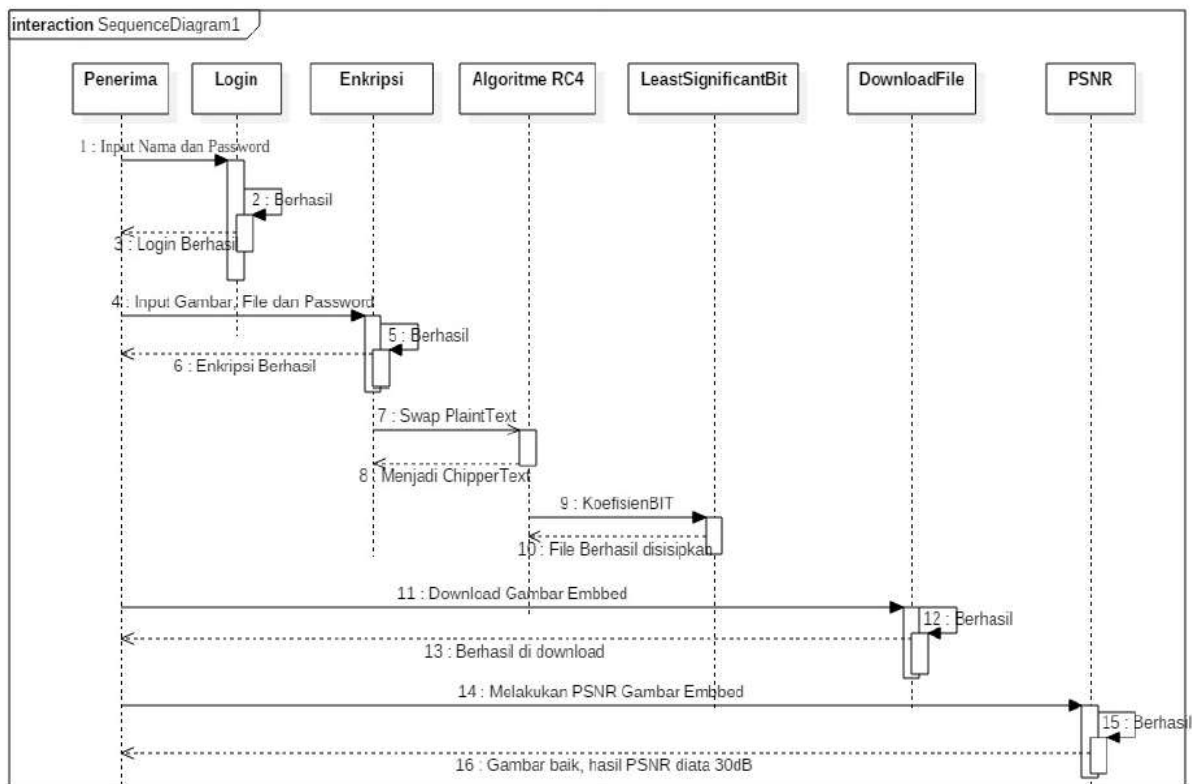 interaction SequenceDiagram1
Penerima
Login
Enkripsi
Algoritme RC4
LeastSignificantBit
DownloadFile
PSNR
1 : Input Nama dan Password
2 : Berhasil
3 : Login Berhasil
4 : Input Gambar, File dan Password
5 : Berhasil
6 : Enkripsi Berhasil
7 : Swap PlaintText
8 : Menjadi ChipperText
9 : KoefisienBIT
10 : File Berhasil disisipkan
11 : Download Gambar Embbed
12 : Berhasil
13 : Berhasil di download
14 : Melakukan PSNR Gambar Embbed
15 : Berhasil
16 : Gambar baik, hasil PSNR diata 30dB